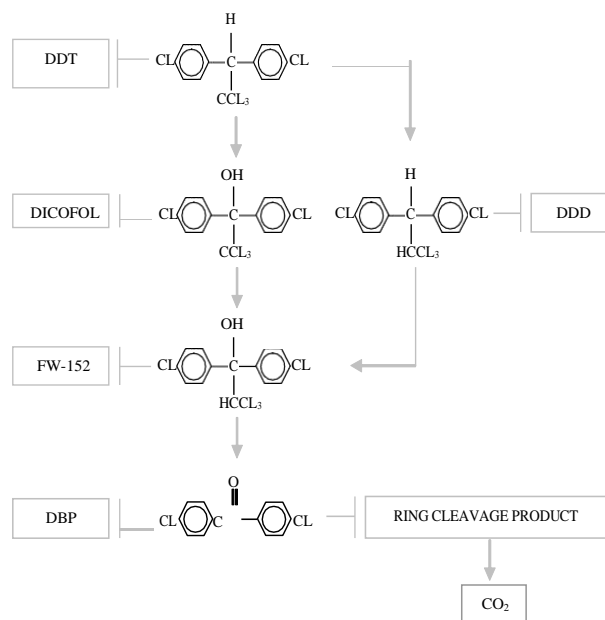 H
DDT
CL
C
CL
CCL₃
OH
H
DICOFOL
CL
C
CL
CL
C
CL
DDD
CCL₃
HCCL₃
OH
FW-152
CL
C
CL
HCCL₃
O
DBP
CL
C
CL
RING CLEAVAGE PRODUCT
CO₂